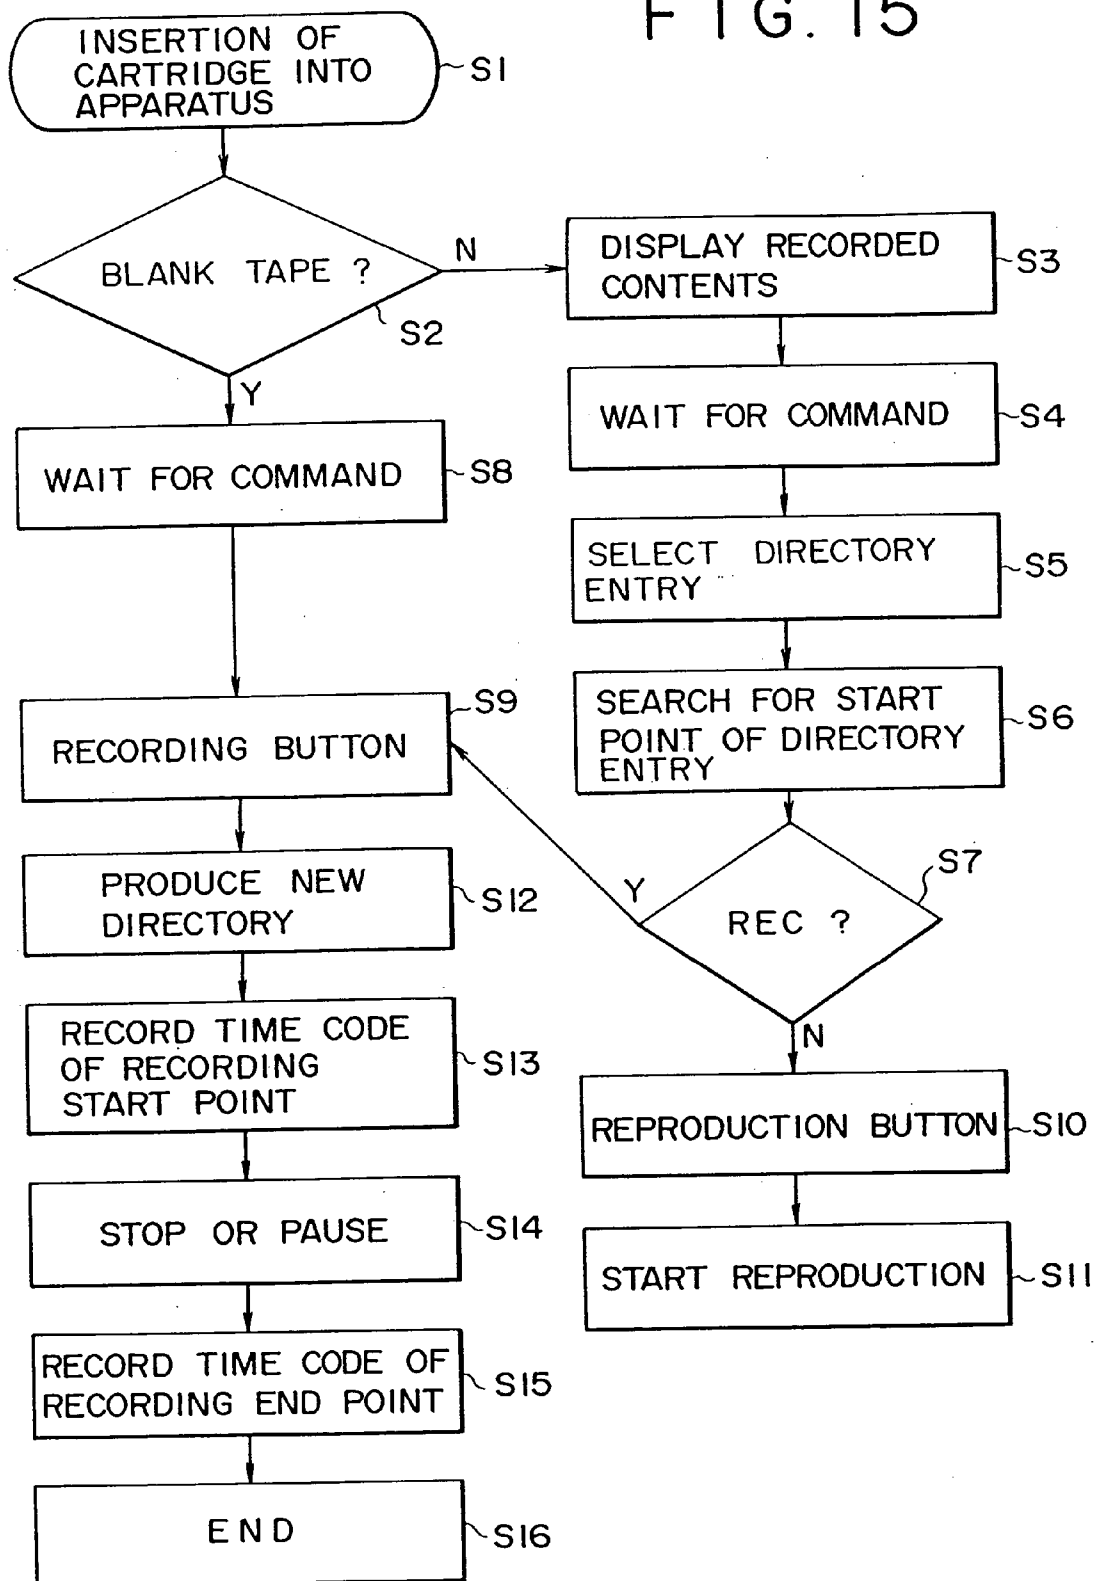 FIG. 15
INSERTION OF
CARTRIDGE INTO
APPARATUS
S1
BLANK TAPE ?
S2
N
Y
DISPLAY RECORDED
CONTENTS
S3
WAIT FOR COMMAND
S4
SELECT DIRECTORY
ENTRY
S5
SEARCH FOR START
POINT OF DIRECTORY
ENTRY
S6
REC ?
S7
Y
N
REPRODUCTION BUTTON
S10
START REPRODUCTION
S11
WAIT FOR COMMAND
S8
RECORDING BUTTON
S9
PRODUCE NEW
DIRECTORY
S12
RECORD TIME CODE
OF RECORDING
START POINT
S13
STOP OR PAUSE
S14
RECORD TIME CODE OF
RECORDING END POINT
S15
END
S16